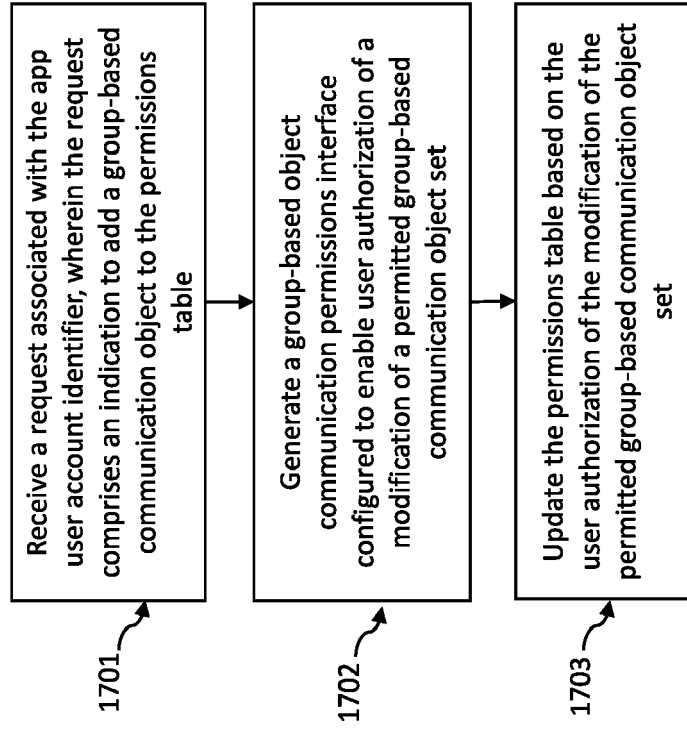 1701
Receive a request associated with the app
user account identifier, wherein the request
comprises an indication to add a group-based
communication object to the permissions
table
1702
Generate a group-based object
communication permissions interface
configured to enable user authorization of a
modification of a permitted group-based
communication object set
1703
Update the permissions table based on the
user authorization of the modification of the
permitted group-based communication object
set